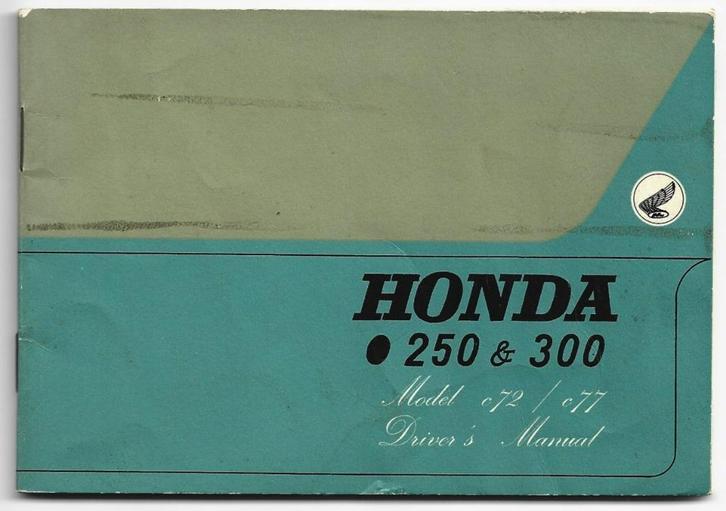 HONDA
● 250 & 300
Model c72 / c77
Driver's Manual